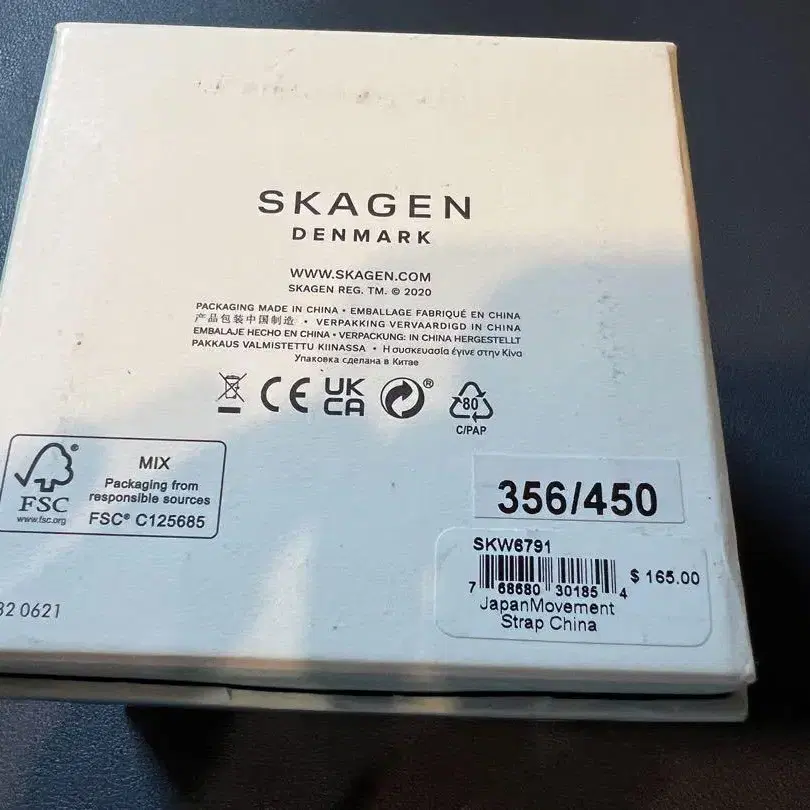 SKAGEN
DENMARK
WWW.SKAGEN.COM
SKAGEN REG. TM. © 2020
PACKAGING MADE IN CHINA • EMBALLAGE FABRIQUÉ EN CHINA
产品包装中国制造 • VERPAKKING VERVAARDIGD IN CHINA
EMBALAJE HECHO EN CHINA • VERPACKUNG: IN CHINA HERGESTELLT
PAKKAUS VALMISTETTU KIINASSA • Η συσκευασία έγινε στην Κίνα
Упаковка сделана в Китае
CE UK CA ®
80
C/PAP
FSC ®
www.fsc.org
MIX
Packaging from
responsible sources
FSC® C125685
356/450
SKW6791
$ 165.00
7 68680 30185 4
JapanMovement
Strap China
32 0621